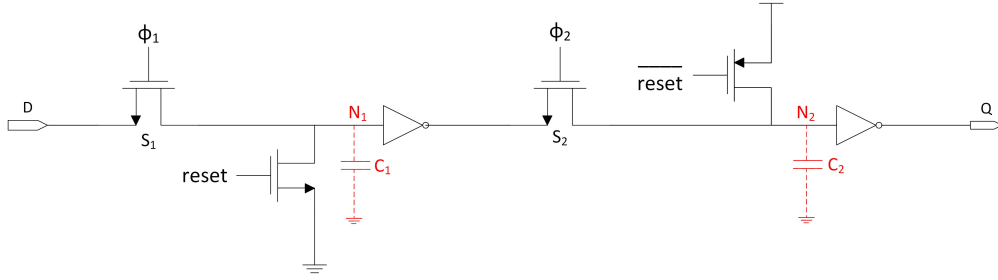 ϕ₁
ϕ₂
reset
D
N₁
N₂
Q
S₁
S₂
reset
C₁
C₂